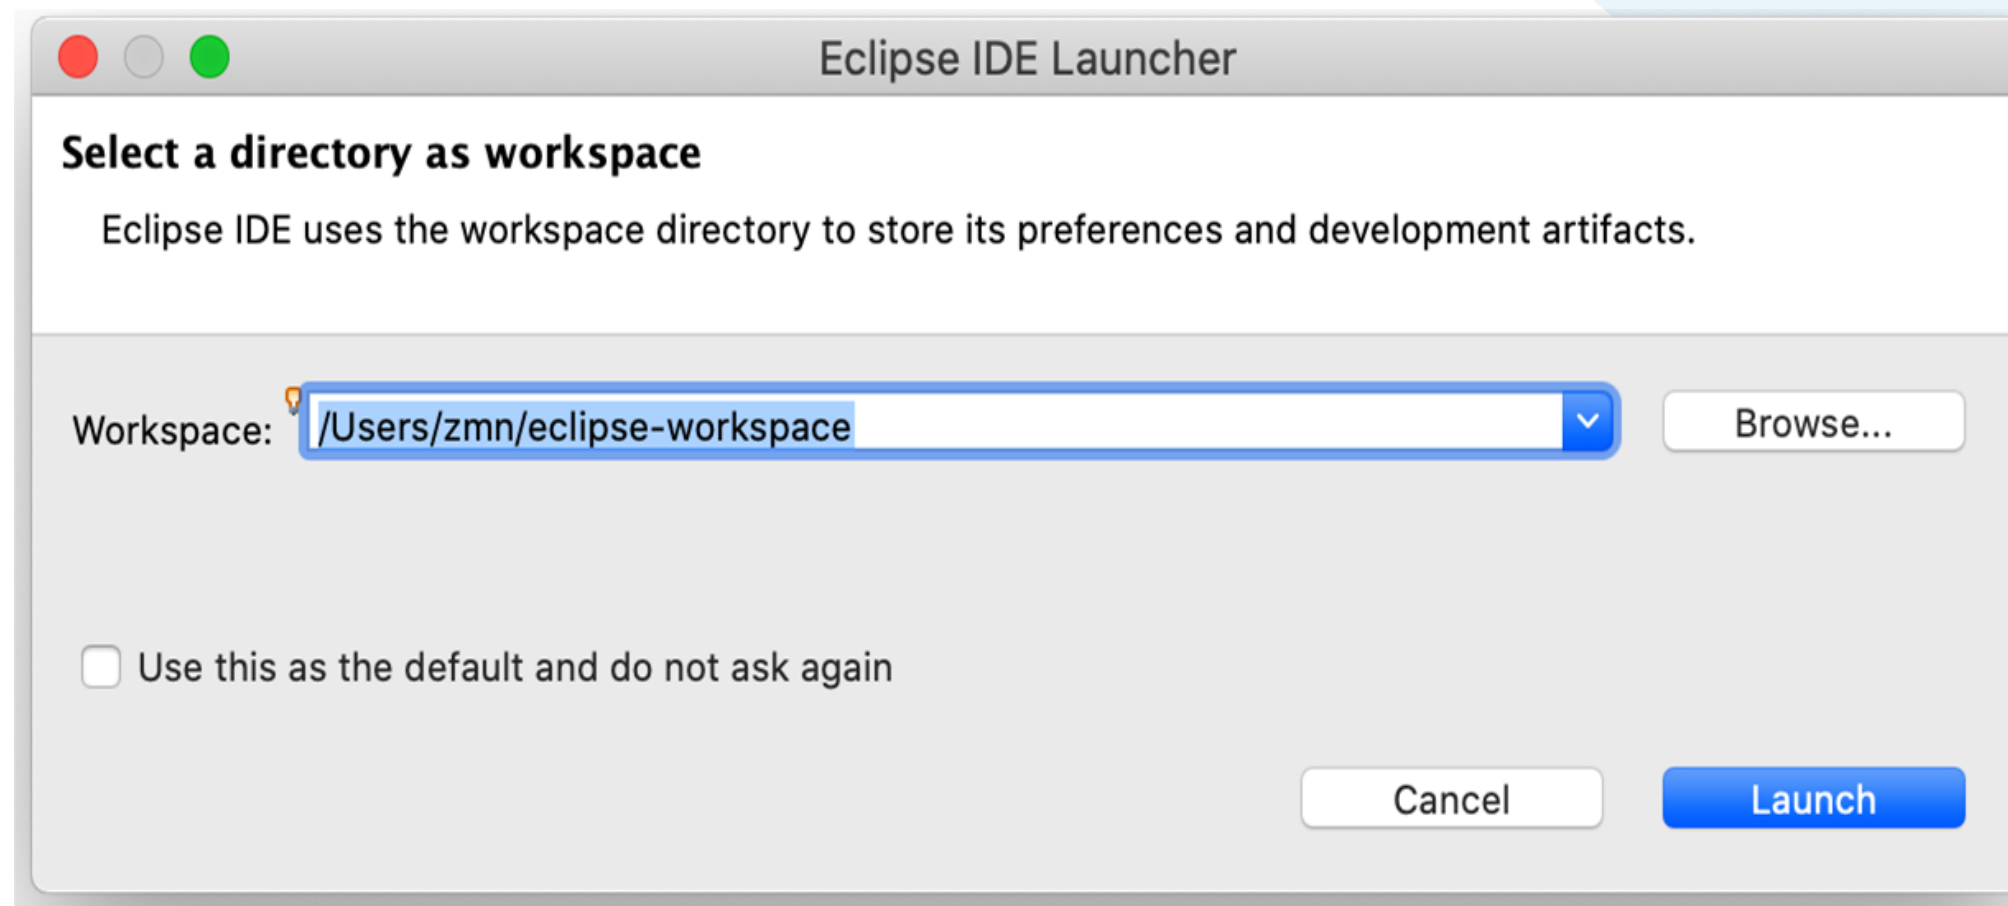 Eclipse IDE Launcher
Select a directory as workspace
Eclipse IDE uses the workspace directory to store its preferences and development artifacts.
Workspace: /Users/zmn/eclipse-workspace Browse...
Use this as the default and do not ask again
Cancel Launch